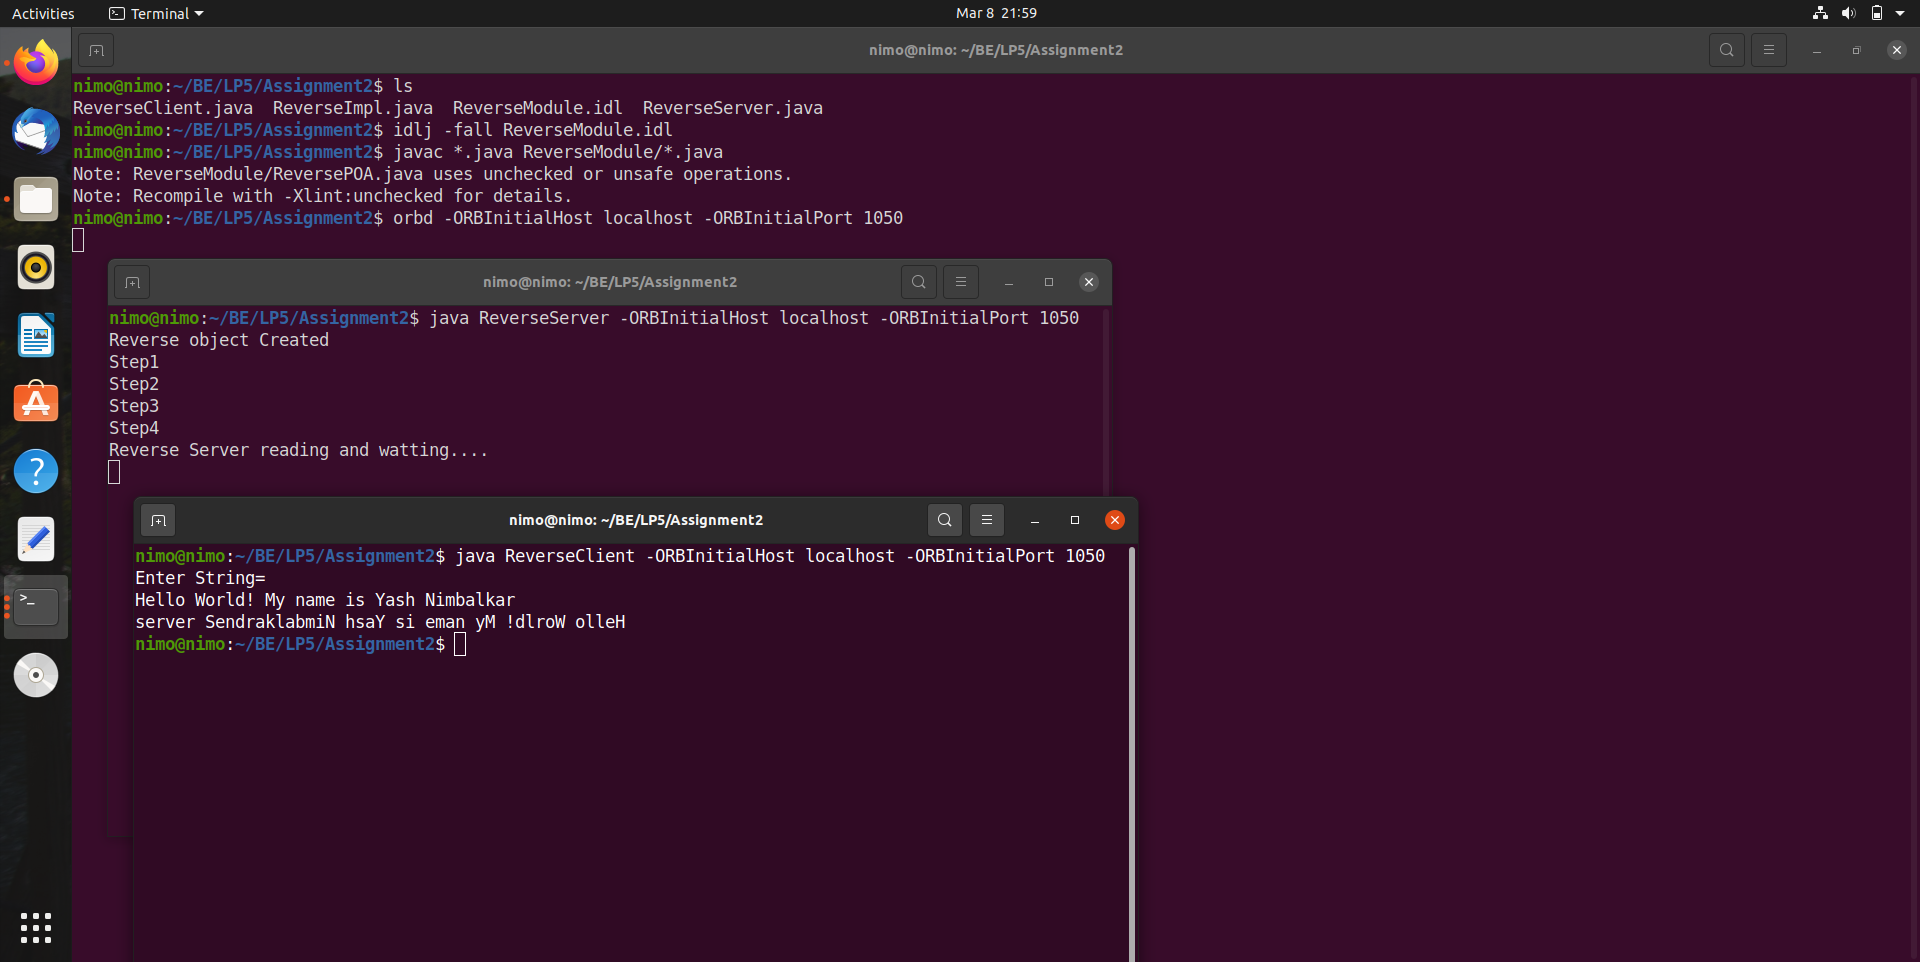 Activities Terminal Mar 8 21:59
nimo@nimo: ~/BE/LP5/Assignment2
nimo@nimo:~/BE/LP5/Assignment2$ ls
ReverseClient.java ReverseImpl.java ReverseModule.idl ReverseServer.java
nimo@nimo:~/BE/LP5/Assignment2$ idlj -fall ReverseModule.idl
nimo@nimo:~/BE/LP5/Assignment2$ javac *.java ReverseModule/*.java
Note: ReverseModule/ReversePOA.java uses unchecked or unsafe operations.
Note: Recompile with -Xlint:unchecked for details.
nimo@nimo:~/BE/LP5/Assignment2$ orbd -ORBInitialHost localhost -ORBInitialPort 1050
nimo@nimo: ~/BE/LP5/Assignment2
nimo@nimo:~/BE/LP5/Assignment2$ java ReverseServer -ORBInitialHost localhost -ORBInitialPort 1050
Reverse object Created
Step1
Step2
Step3
Step4
Reverse Server reading and watting....
nimo@nimo: ~/BE/LP5/Assignment2
nimo@nimo:~/BE/LP5/Assignment2$ java ReverseClient -ORBInitialHost localhost -ORBInitialPort 1050
Enter String=
Hello World! My name is Yash Nimbalkar
server SendraklabmiN hsaY si eman yM !dlroW olleH
nimo@nimo:~/BE/LP5/Assignment2$